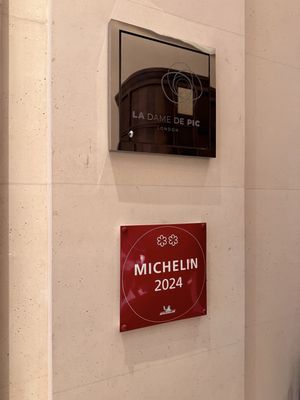 LA DAME DE PIC
LONDON
MICHELIN
2024